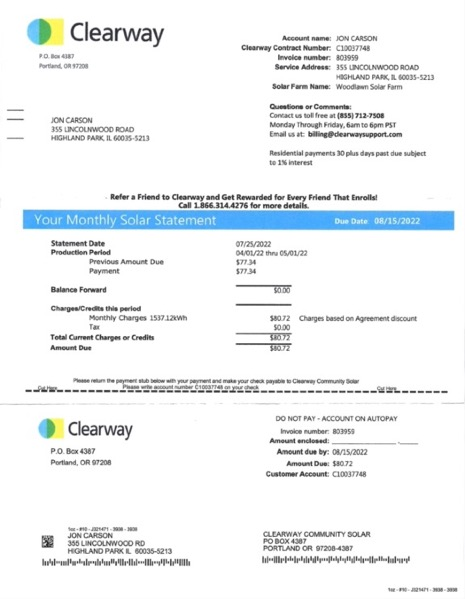 Clearway
P.O. Box 4387
Portland, OR 97208
Account name: JON CARSON
Clearway Contract Number: C10037748
Invoice number: 803959
Service Address: 355 LINCOLNWOOD ROAD
HIGHLAND PARK, IL 60035-5213
Solar Farm Name: Woodlawn Solar Farm
Questions or Comments:
Contact us toll free at (855) 712-7508
Monday Through Friday, 6am to 6pm PST
Email us at: billing@clearwaysupport.com
Residential payments 30 plus days past due subject
to 1% interest
JON CARSON
355 LINCOLNWOOD ROAD
HIGHLAND PARK, IL 60035-5213
Refer a Friend to Clearway and Get Rewarded for Every Friend That Enrolls!
Call 1.866.314.4276 for more details.
Your Monthly Solar Statement Due Date: 08/15/2022
Statement Date 07/25/2022
Production Period 04/01/22 thru 05/01/22
Previous Amount Due $77.34
Payment $77.34
Balance Forward $0.00
Charges/Credits this period
Monthly Charges 1537.12kWh $80.72 Charges based on Agreement discount
Tax $0.00
Total Current Charges or Credits $80.72
Amount Due $80.72
Please return the payment stub below with your payment and make your check payable to Clearway Community Solar
Cut Here Please write account number C10037748 on your check Cut Here
Clearway
P.O. Box 4387
Portland, OR 97208
DO NOT PAY - ACCOUNT ON AUTOPAY
Invoice number: 803959
Amount enclosed:
Amount due by: 08/15/2022
Amount Due: $80.72
Customer Account: C10037748
1oz - #10 - J321471 - 3938 - 3938
JON CARSON
355 LINCOLNWOOD RD
HIGHLAND PARK IL 60035-5213
CLEARWAY COMMUNITY SOLAR
PO BOX 4387
PORTLAND OR 97208-4387
1oz - #10 - J321471 - 3938 - 3938